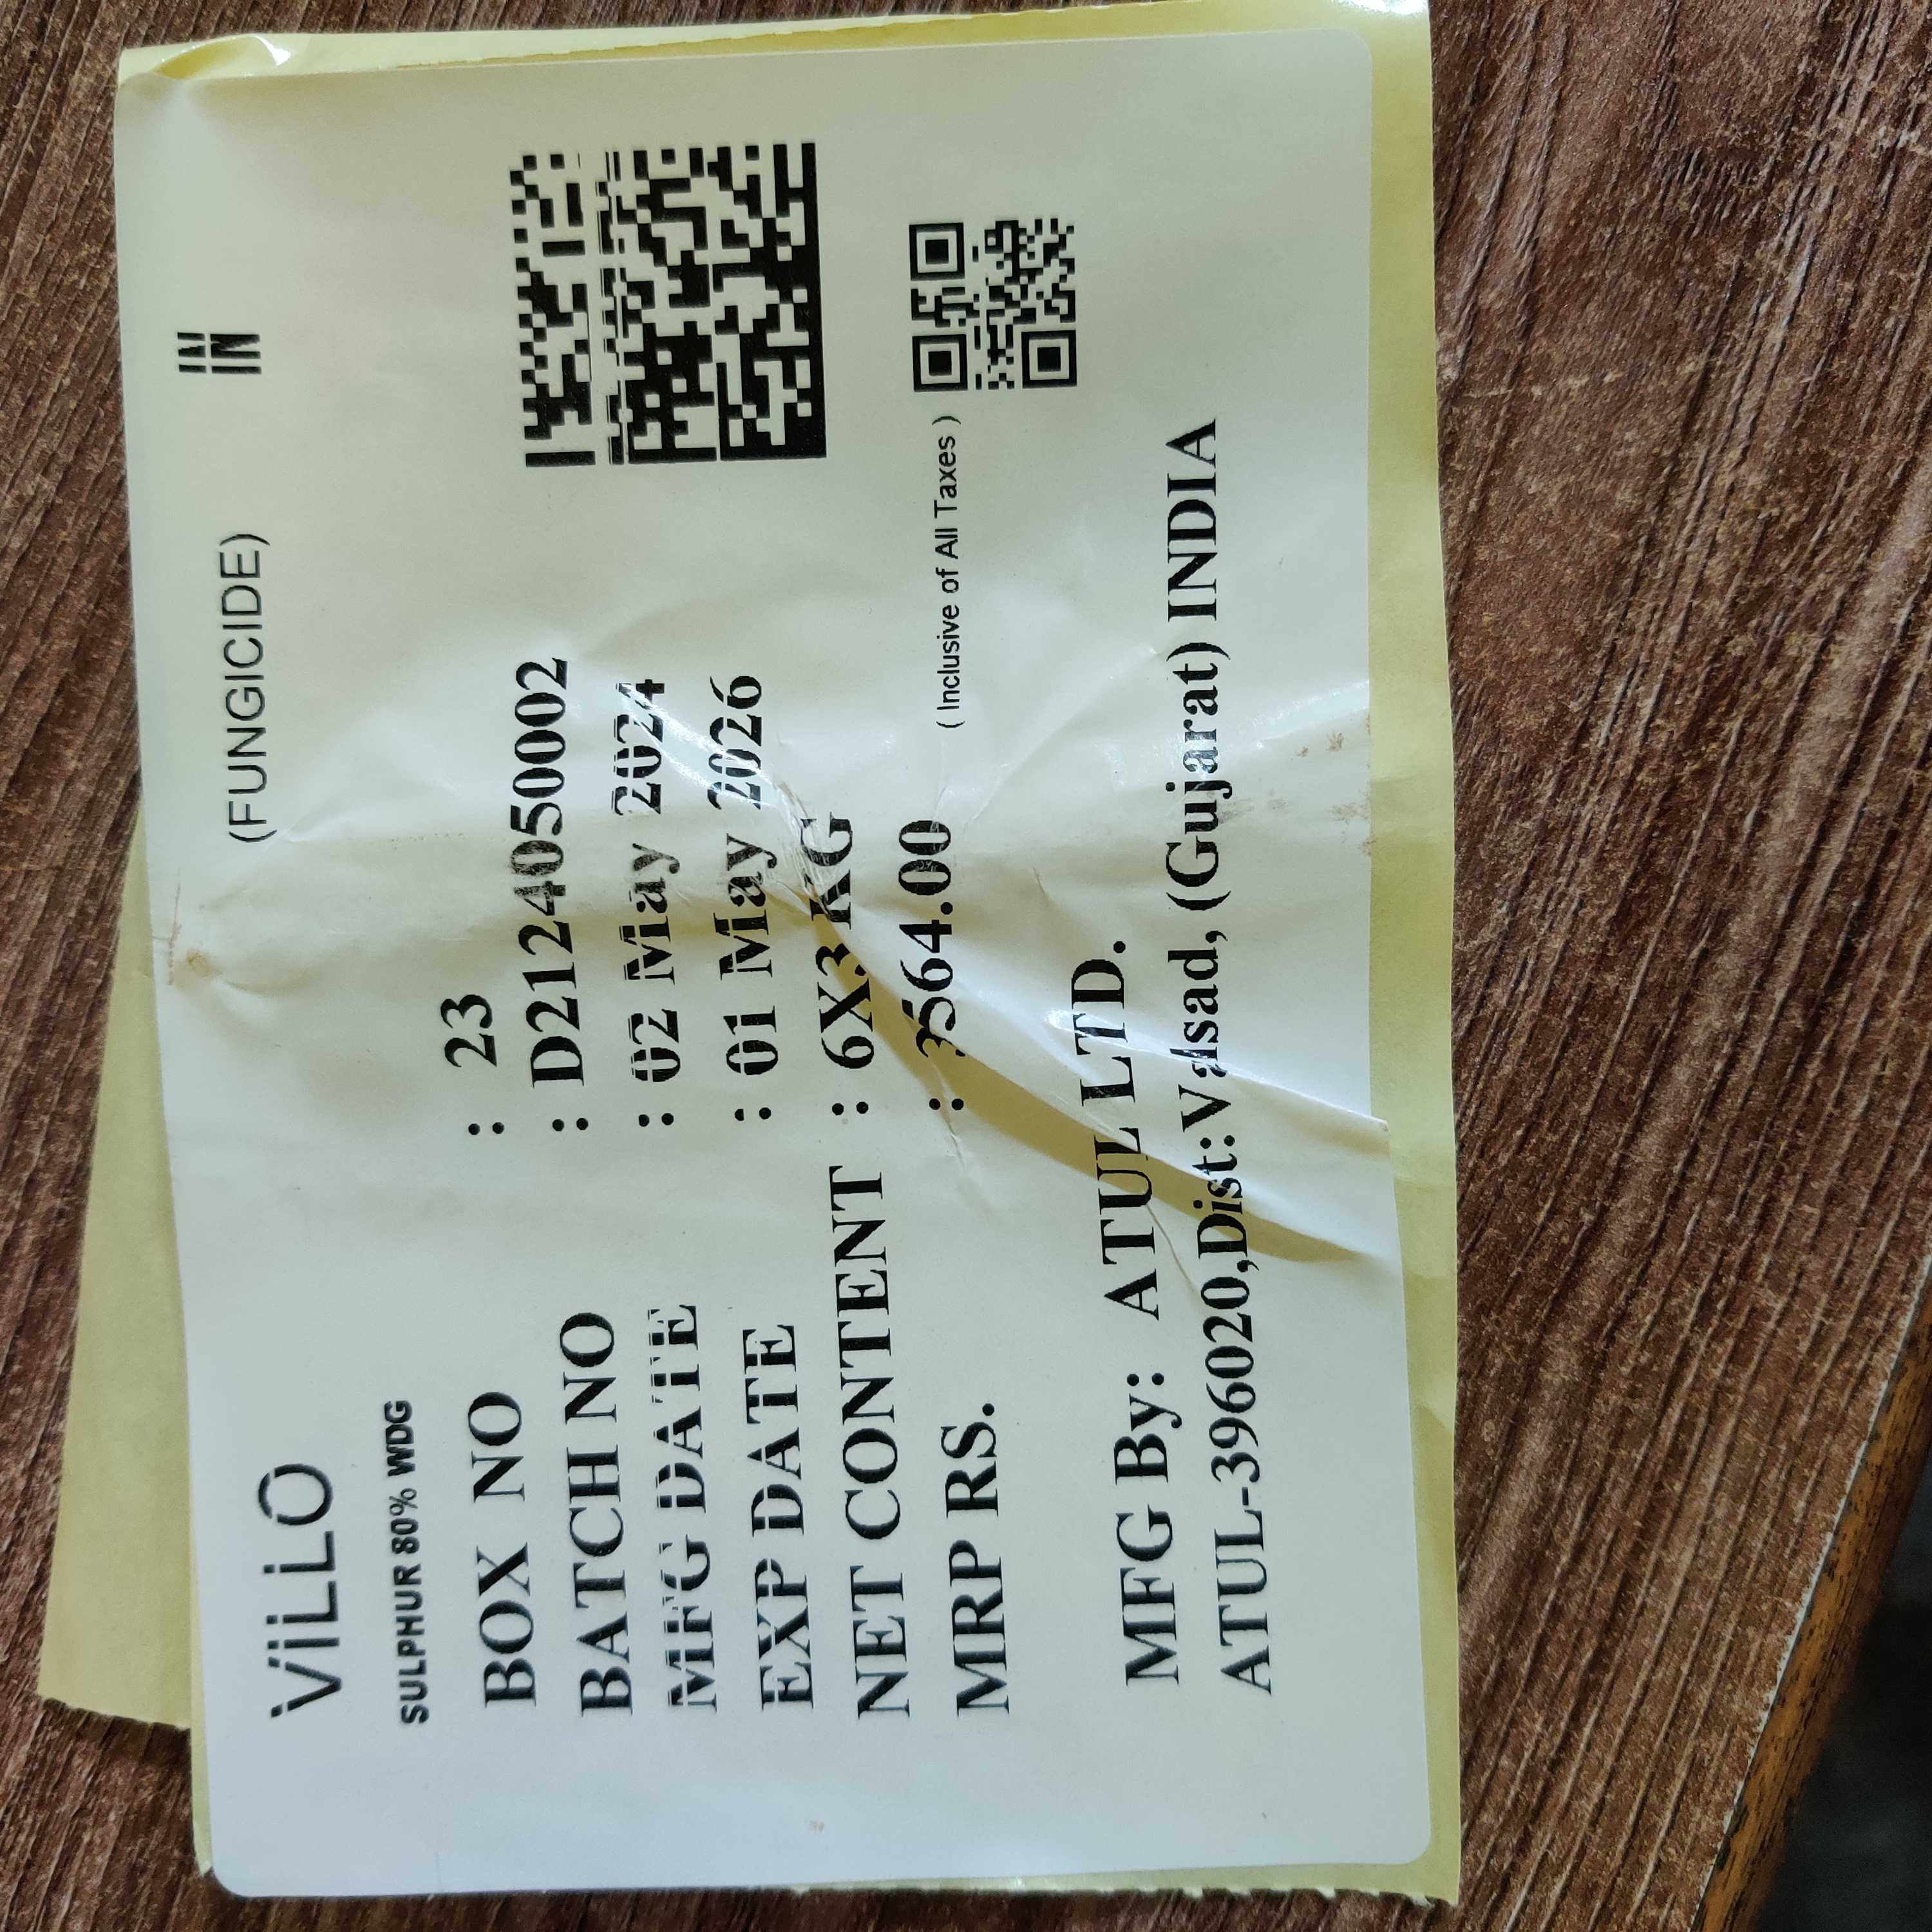 ViLLO (FUNGICIDE) IN
SULPHUR 80% WDG
BOX NO : 23
BATCH NO : D2124050002
MFG DATE : 02 May 2024
EXP DATE : 01 May 2026
NET CONTENT : 6X3 KG
MRP RS. : 3564.00 ( Inclusive of All Taxes )
MFG By: ATUL LTD.
ATUL-396020,Dist:Valsad, (Gujarat) INDIA